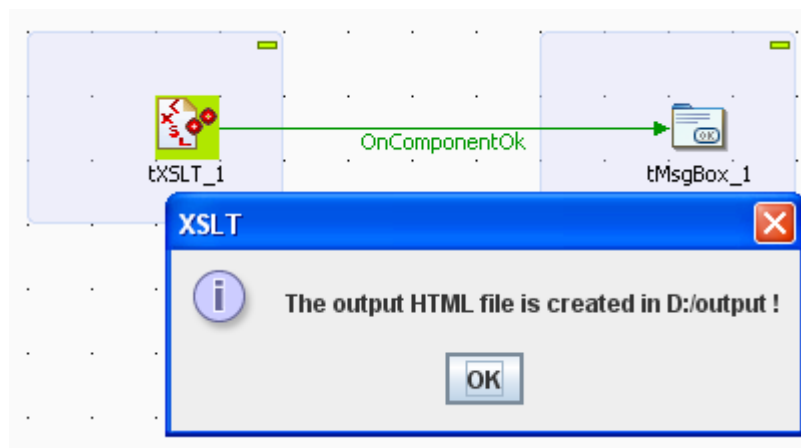 OnComponentOk
tXSLT_1
tMsgBox_1
XSLT
The output HTML file is created in D:/output !
OK